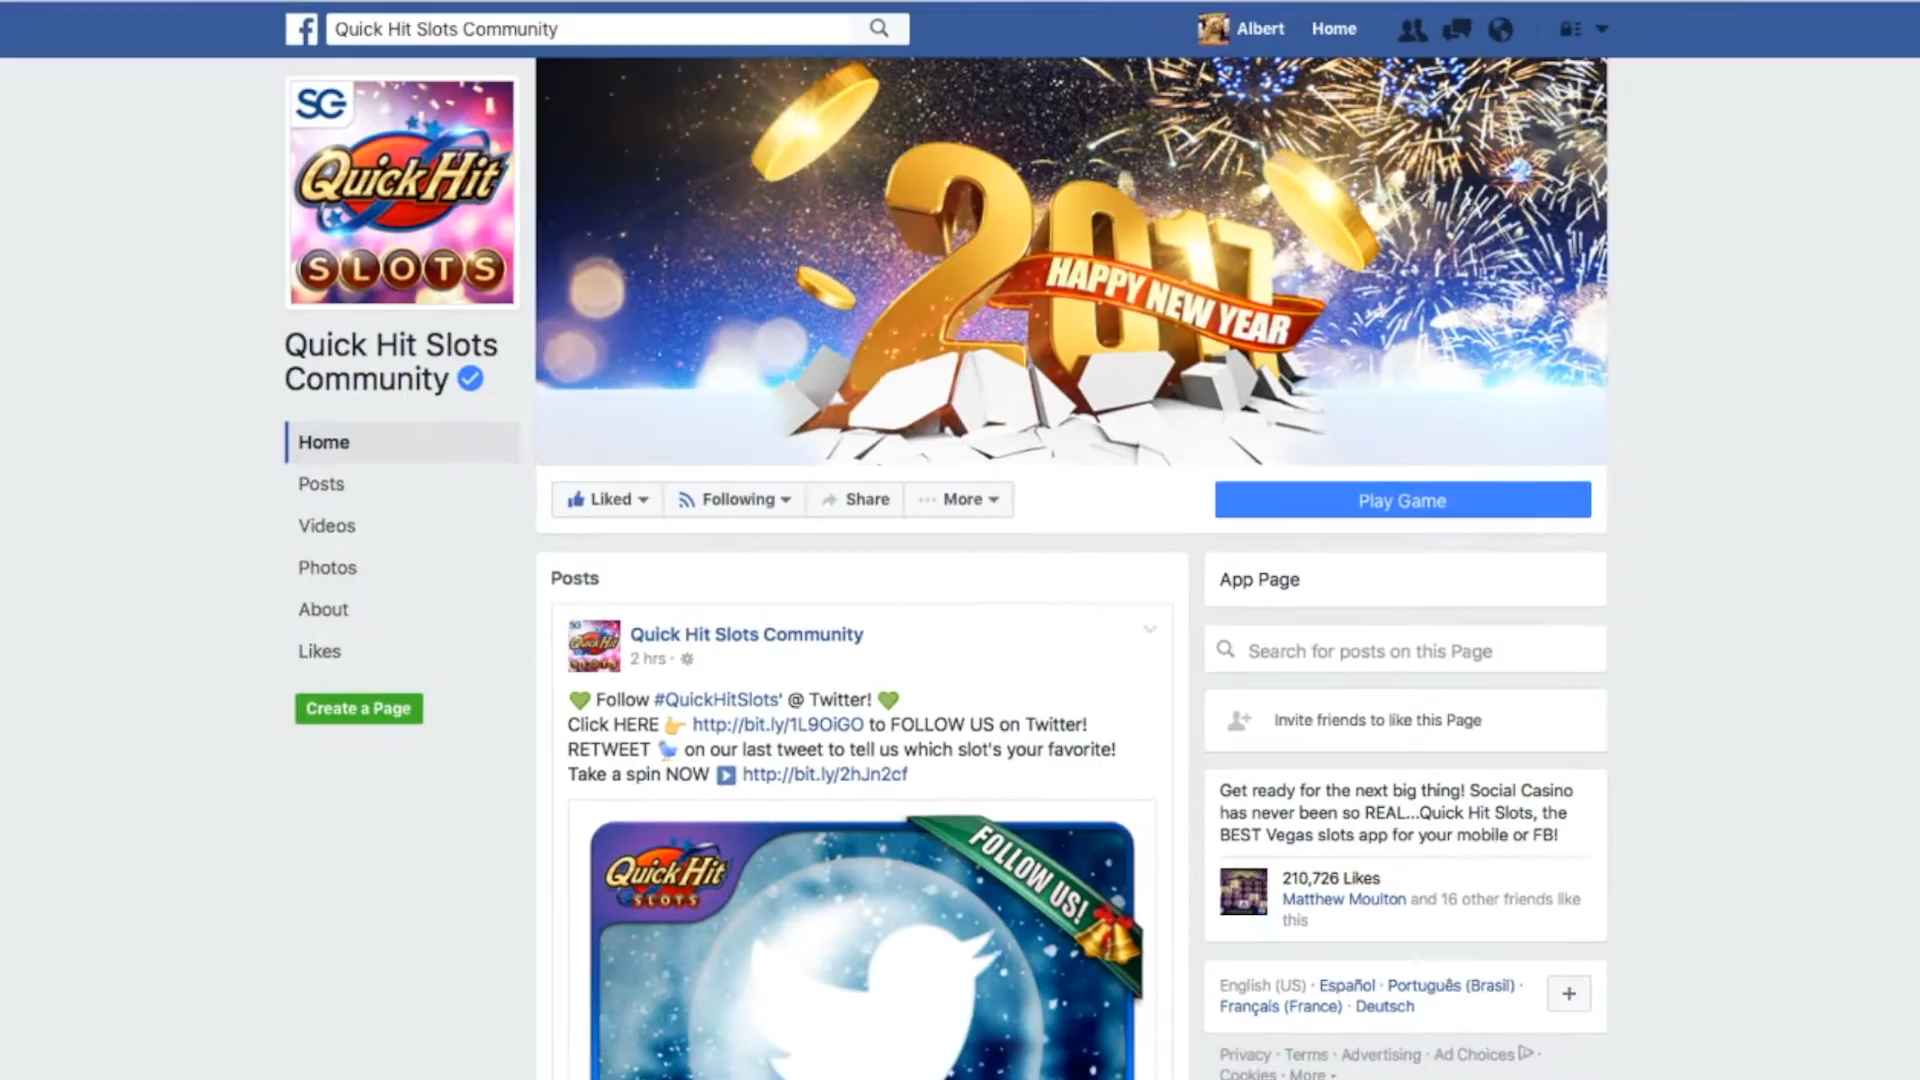 Quick Hit Slots Community
Albert
Home
SG
Quick Hit
SLOTS
2017
HAPPY NEW YEAR
Quick Hit Slots
Community
Home
Posts
Videos
Photos
About
Likes
Create a Page
Liked
Following
Share
More
Play Game
Posts
Quick Hit Slots Community
2 hrs ·
💚 Follow #QuickHitSlots' @ Twitter! 💚
Click HERE 👉 http://bit.ly/1L9OiGO to FOLLOW US on Twitter!
RETWEET 🐦 on our last tweet to tell us which slot's your favorite!
Take a spin NOW ▶️ http://bit.ly/2hJn2cf
Quick Hit
SLOTS
FOLLOW US!
App Page
Search for posts on this Page
Invite friends to like this Page
Get ready for the next big thing! Social Casino
has never been so REAL...Quick Hit Slots, the
BEST Vegas slots app for your mobile or FB!
210,726 Likes
Matthew Moulton and 16 other friends like
this
English (US) · Español · Português (Brasil) ·
Français (France) · Deutsch
+
Privacy · Terms · Advertising · Ad Choices ·
Cookies · More